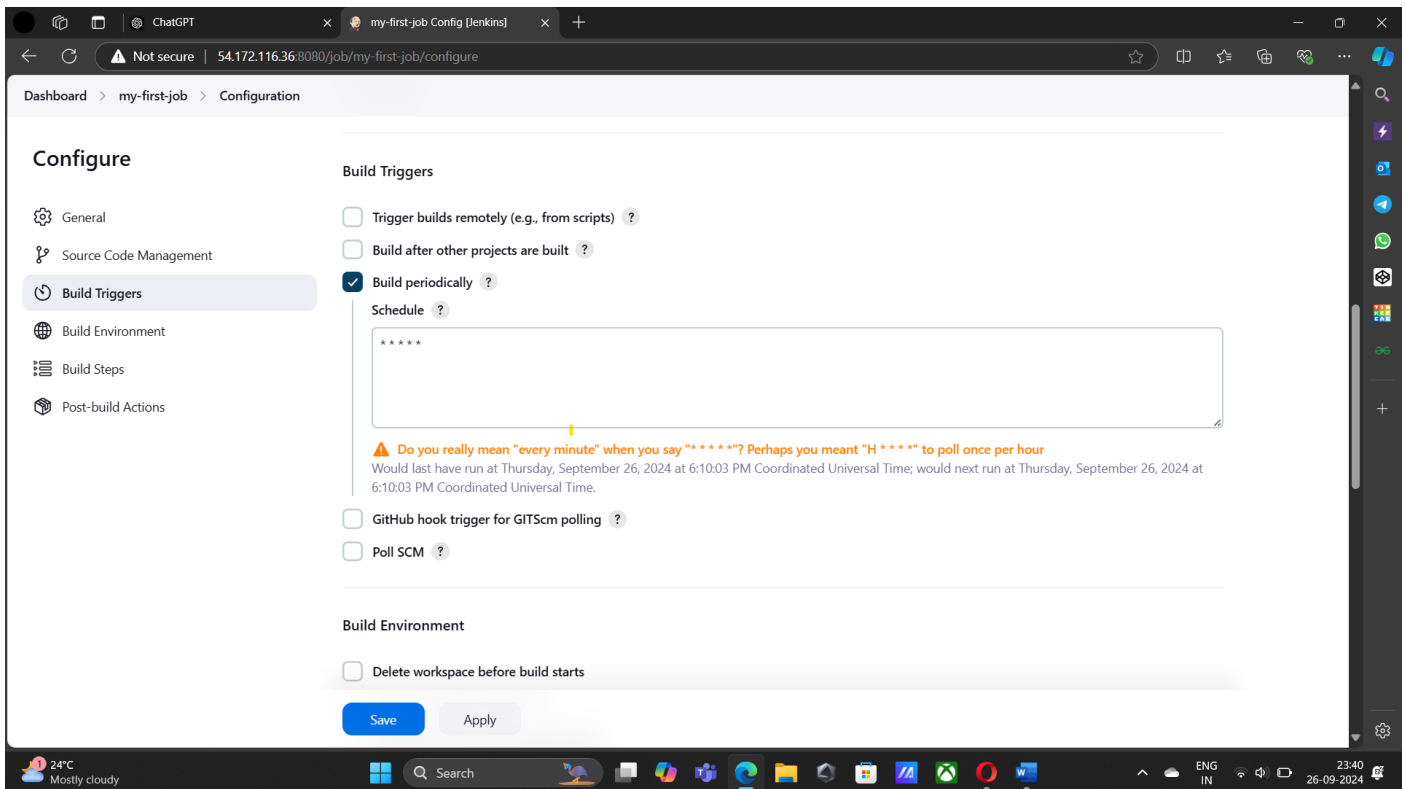 ChatGPT
my-first-job Config [Jenkins]
Not secure | 54.172.116.36:8080/job/my-first-job/configure
Dashboard > my-first-job > Configuration
Configure
General
Source Code Management
Build Triggers
Build Environment
Build Steps
Post-build Actions
Build Triggers
Trigger builds remotely (e.g., from scripts) ?
Build after other projects are built ?
Build periodically ?
Schedule ?
* * * * *
Do you really mean "every minute" when you say "* * * * *"? Perhaps you meant "H * * * *" to poll once per hour
Would last have run at Thursday, September 26, 2024 at 6:10:03 PM Coordinated Universal Time; would next run at Thursday, September 26, 2024 at
6:10:03 PM Coordinated Universal Time.
GitHub hook trigger for GITScm polling ?
Poll SCM ?
Build Environment
Delete workspace before build starts
Save
Apply
1
24°C
Mostly cloudy
Search
ENG
IN
23:40
26-09-2024